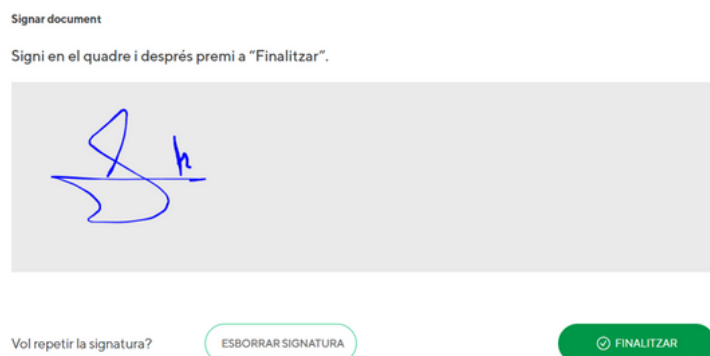 Signar document
Signi en el quadre i després premi a “Finalitzar”.
Vol repetir la signatura?
ESBORRAR SIGNATURA
FINALITZAR